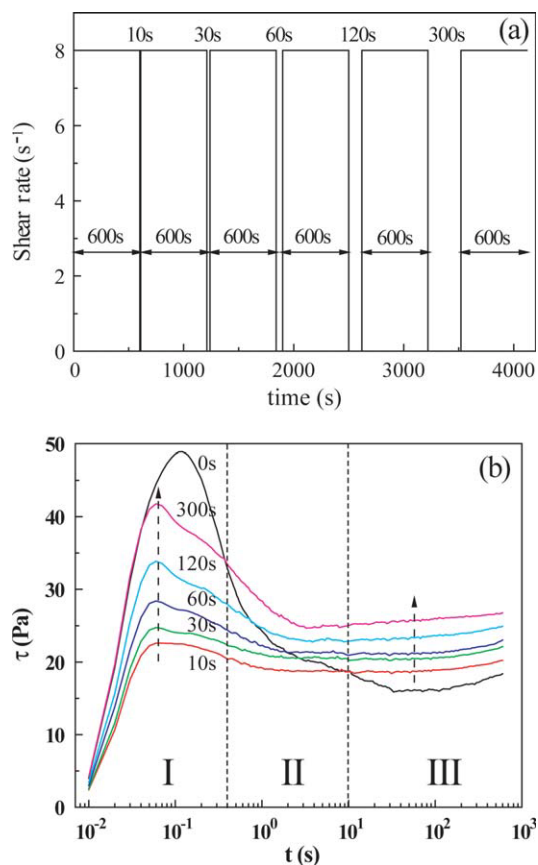 10s 30s 60s 120s 300s (a)
8
6
4
2
0
Shear rate (s⁻¹)
600s 600s 600s 600s 600s 600s
0 1000 2000 3000 4000
time (s)
50
40
30
20
10
0
τ (Pa)
(b)
0s
300s
120s
60s
30s
10s
I II III
10⁻² 10⁻¹ 10⁰ 10¹ 10² 10³
t (s)